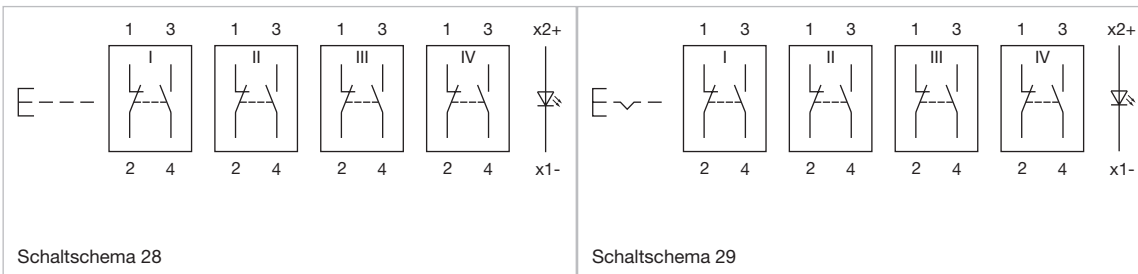 1 3 1 3 1 3 1 3 x2+
I II III IV
2 4 2 4 2 4 2 4 x1-
Schaltschema 28
1 3 1 3 1 3 1 3 x2+
I II III IV
2 4 2 4 2 4 2 4 x1-
Schaltschema 29